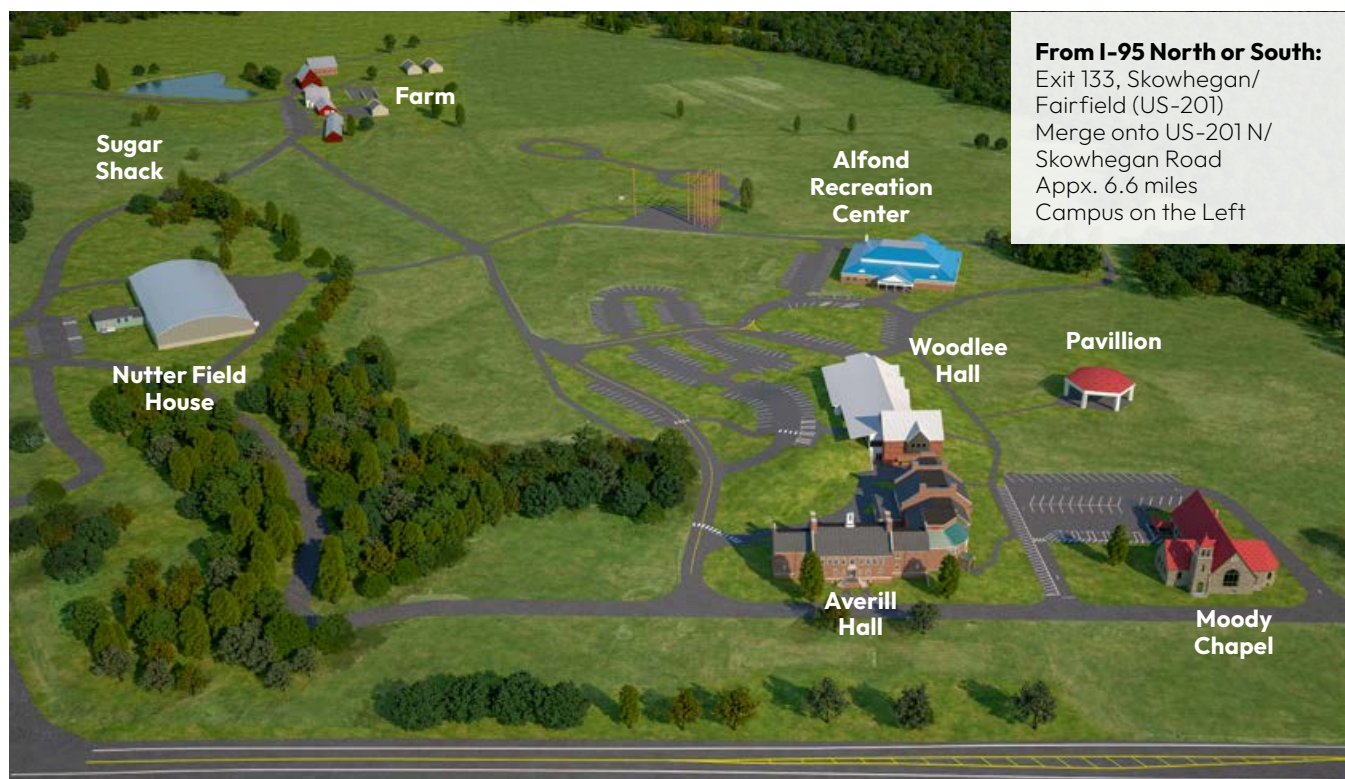 From I-95 North or South:
Exit 133, Skowhegan/
Fairfield (US-201)
Merge onto US-201 N/
Skowhegan Road
Appx. 6.6 miles
Campus on the Left
Farm
Sugar
Shack
Alfond
Recreation
Center
Woodlee
Hall
Pavillion
Nutter Field
House
Averill
Hall
Moody
Chapel